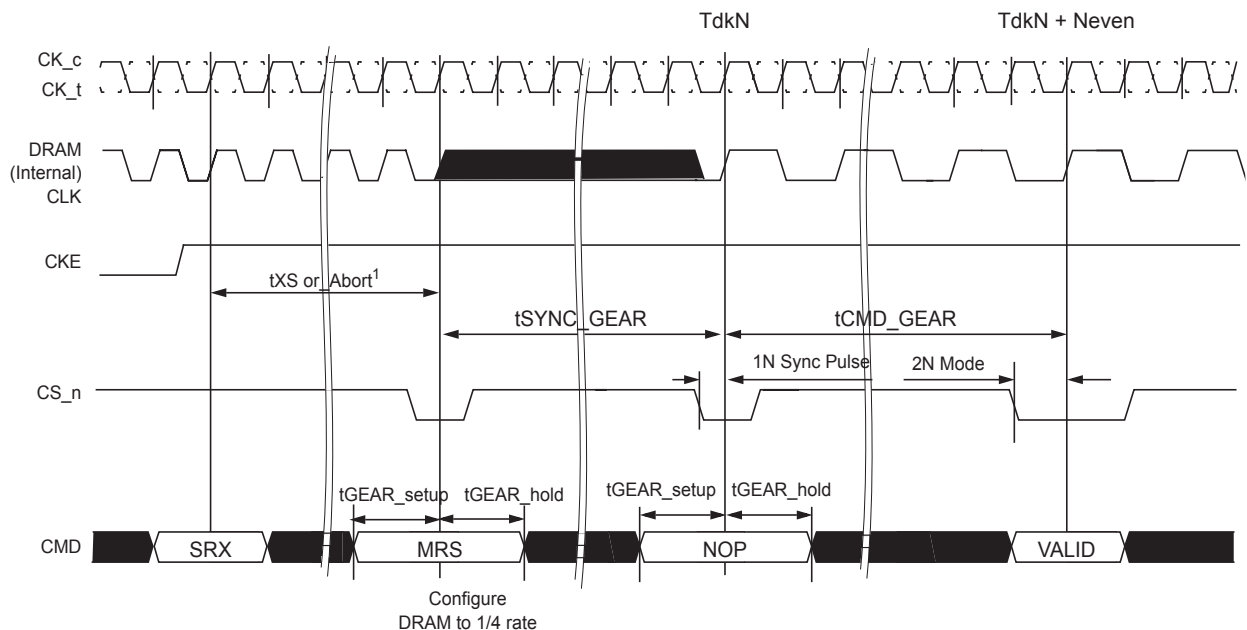 TdkN TdkN + Neven
CK_c
CK_t
DRAM
(Internal)
CLK
CKE
tXS or_Abort1
tSYNC_GEAR tCMD_GEAR
1N Sync Pulse 2N Mode
CS_n
tGEAR_setup tGEAR_hold tGEAR_setup tGEAR_hold
CMD SRX MRS NOP VALID
Configure
DRAM to 1/4 rate